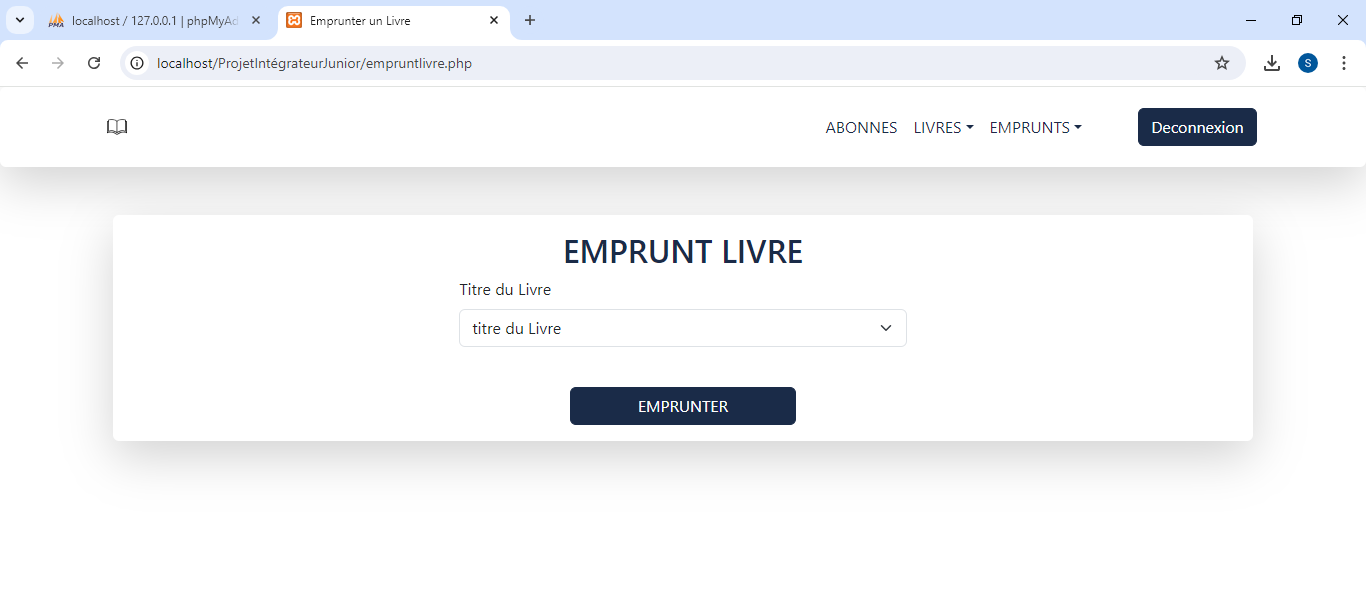 localhost / 127.0.0.1 | phpMyAd
Emprunter un Livre
localhost/ProjetIntégrateurJunior/empruntlivre.php
S
ABONNES LIVRES EMPRUNTS Deconnexion
EMPRUNT LIVRE
Titre du Livre
titre du Livre
EMPRUNTER